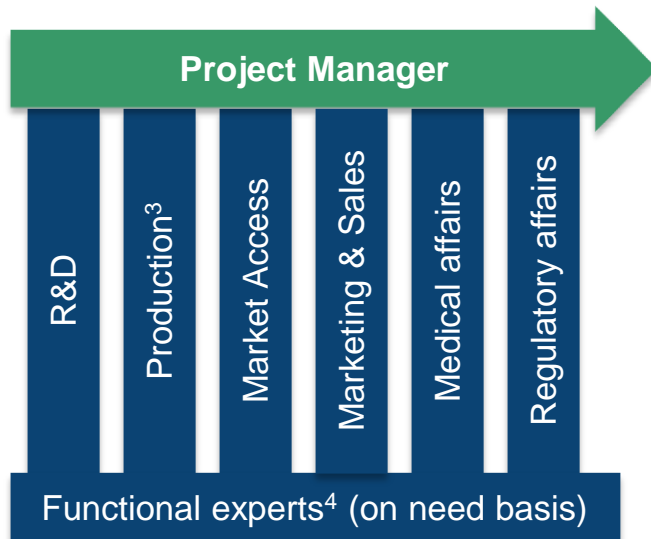 Project Manager
R&D
Production³
Market Access
Marketing & Sales
Medical affairs
Regulatory affairs
Functional experts⁴ (on need basis)